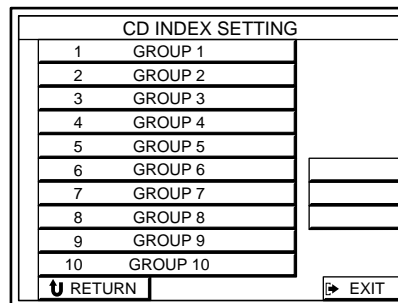 CD INDEX SETTING
1 GROUP 1
2 GROUP 2
3 GROUP 3
4 GROUP 4
5 GROUP 5
6 GROUP 6
7 GROUP 7
8 GROUP 8
9 GROUP 9
10 GROUP 10
RETURN EXIT